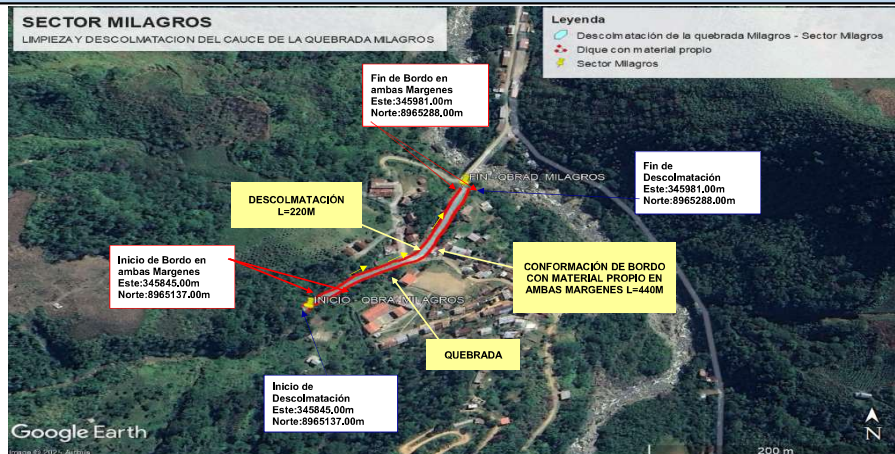 SECTOR MILAGROS
LIMPIEZA Y DESCOLMATACION DEL CAUCE DE LA QUEBRADA MILAGROS
Leyenda
Descolmatación de la quebrada Milagros - Sector Milagros
Dique con material propio
Sector Milagros
Fin de Bordo en
ambas Margenes
Este:345981.00m
Norte:8965288.00m
Fin de
Descolmatación
Este:345981.00m
Norte:8965288.00m
FIN - OBRAD. MILAGROS
DESCOLMATACIÓN
L=220M
Inicio de Bordo en
ambas Margenes
Este:345845.00m
Norte:8965137.00m
CONFORMACIÓN DE BORDO
CON MATERIAL PROPIO EN
AMBAS MARGENES L=440M
INICIO - OBRA. MILAGROS
QUEBRADA
Inicio de
Descolmatación
Este:345845.00m
Norte:8965137.00m
Google Earth
Image © 2025 Airbus
200 m
N